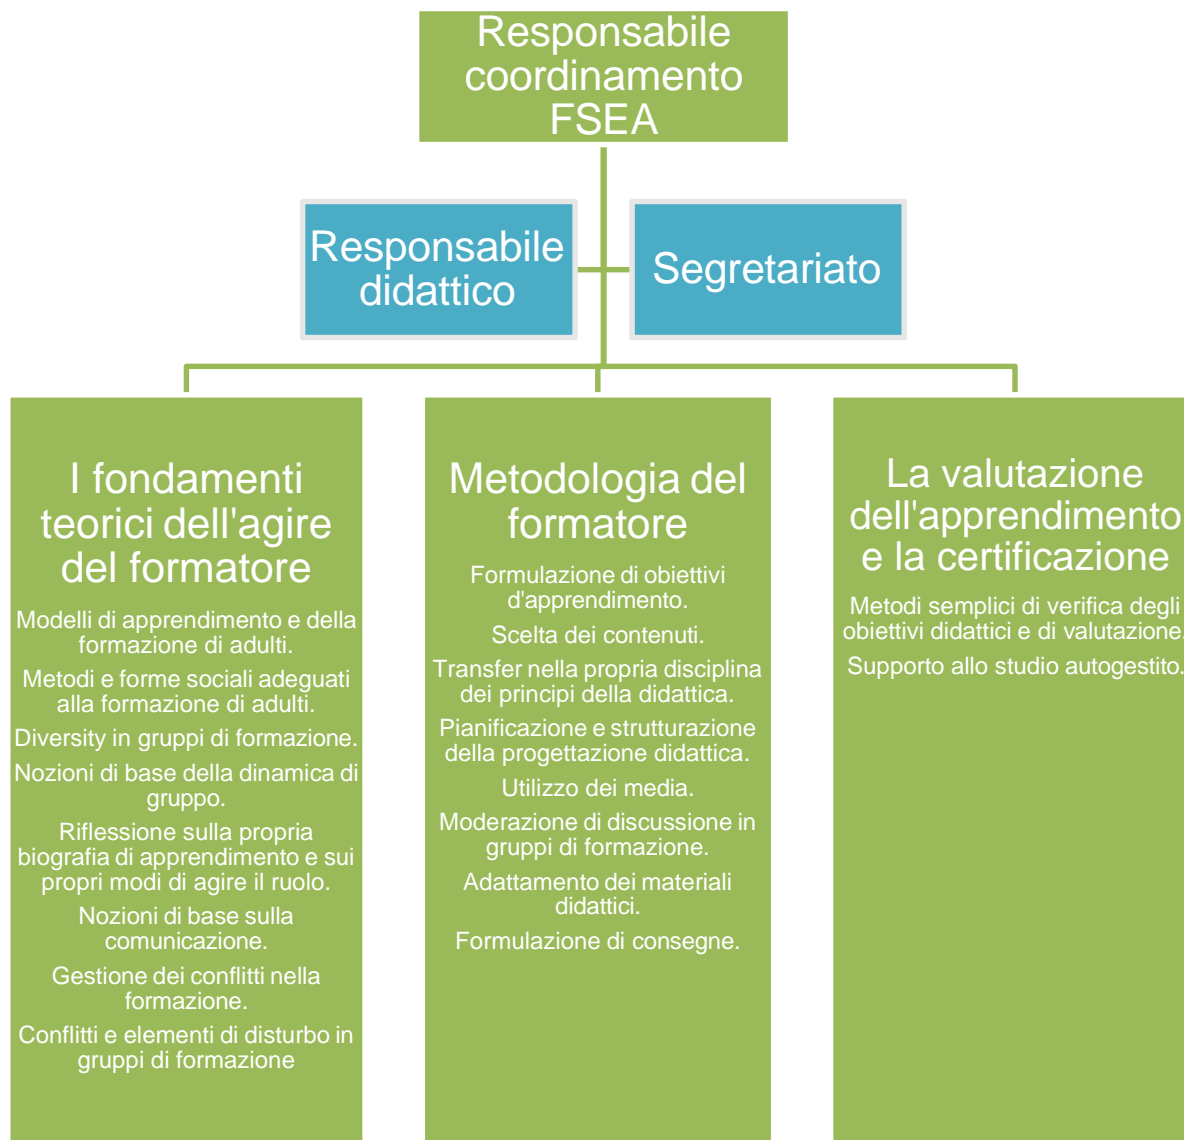 Responsabile
coordinamento
FSEA
Responsabile
didattico
Segretariato
I fondamenti
teorici dell'agire
del formatore
Modelli di apprendimento e della
formazione di adulti.
Metodi e forme sociali adeguati
alla formazione di adulti.
Diversity in gruppi di formazione.
Nozioni di base della dinamica di
gruppo.
Riflessione sulla propria
biografia di apprendimento e sui
propri modi di agire il ruolo.
Nozioni di base sulla
comunicazione.
Gestione dei conflitti nella
formazione.
Conflitti e elementi di disturbo in
gruppi di formazione
Metodologia del
formatore
Formulazione di obiettivi
d'apprendimento.
Scelta dei contenuti.
Transfer nella propria disciplina
dei principi della didattica.
Pianificazione e strutturazione
della progettazione didattica.
Utilizzo dei media.
Moderazione di discussione in
gruppi di formazione.
Adattamento dei materiali
didattici.
Formulazione di consegne.
La valutazione
dell'apprendimento
e la certificazione
Metodi semplici di verifica degli
obiettivi didattici e di valutazione.
Supporto allo studio autogestito.